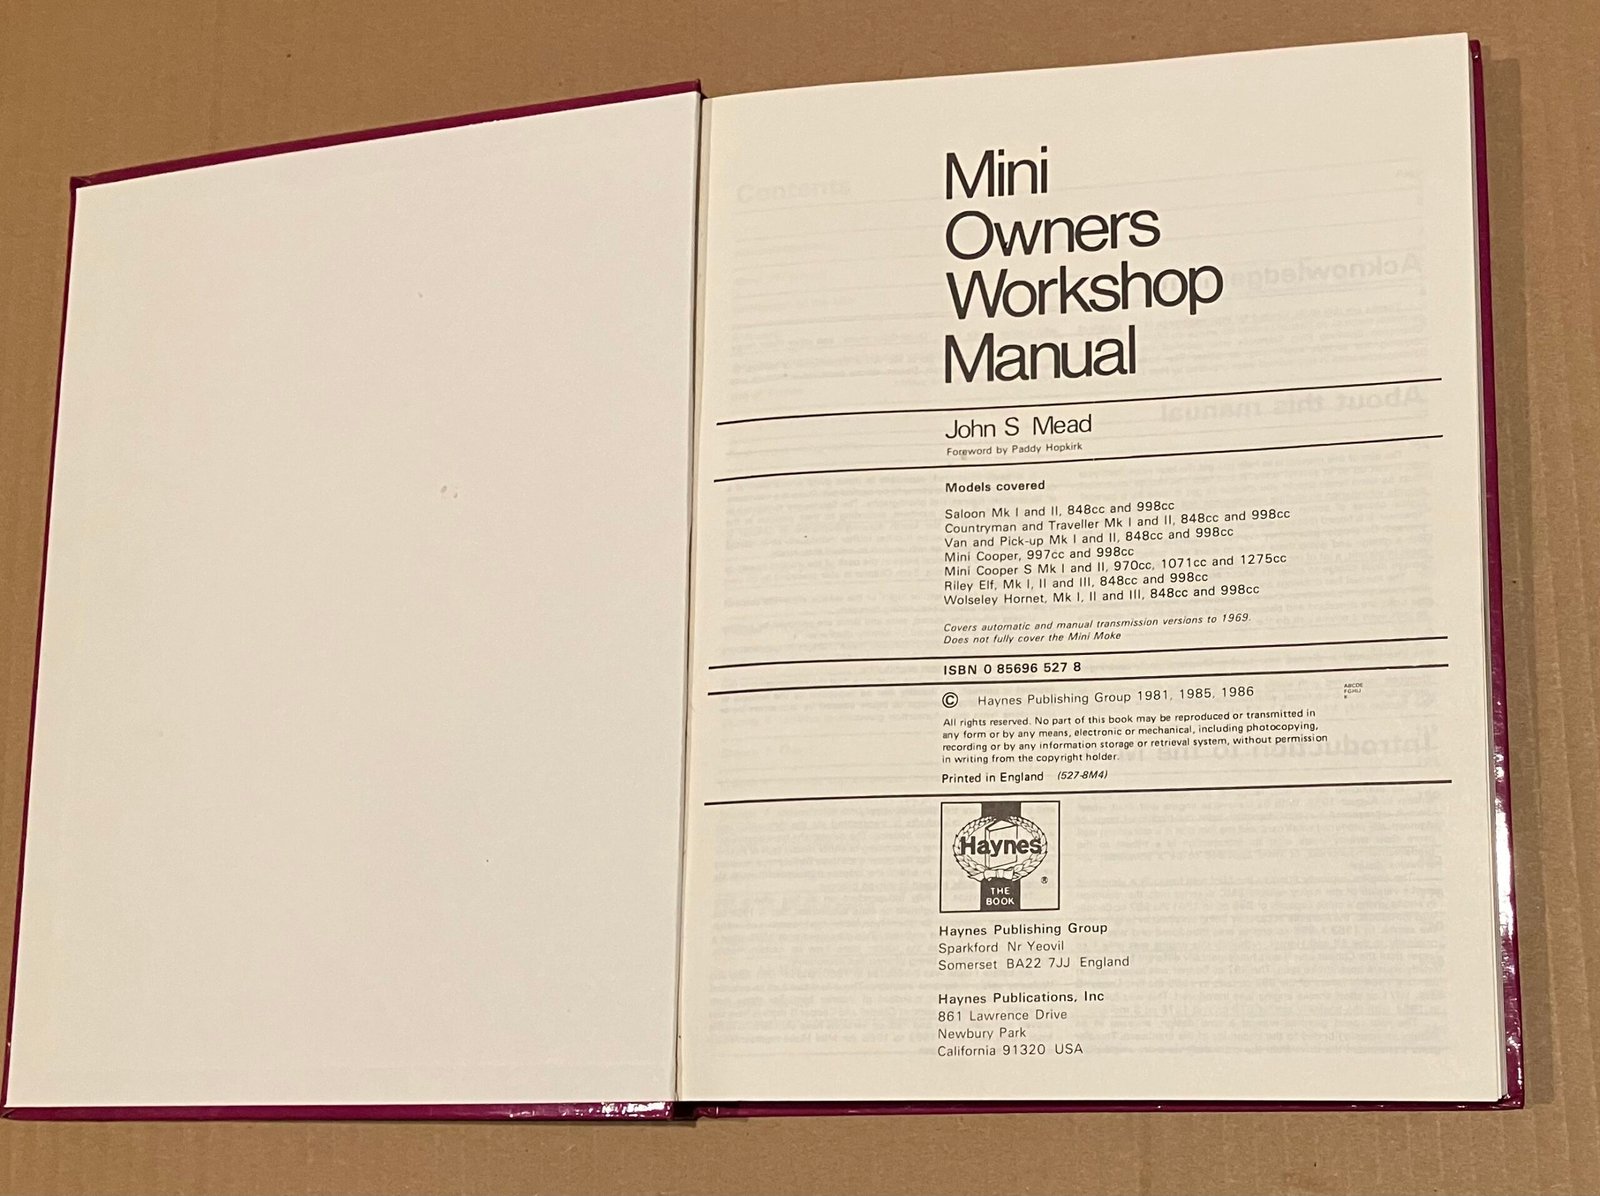 Mini
Owners
Workshop
Manual
John S Mead
Foreword by Paddy Hopkirk
Models covered
Saloon Mk I and II, 848cc and 998cc
Countryman and Traveller Mk I and II, 848cc and 998cc
Van and Pick-up Mk I and II, 848cc and 998cc
Mini Cooper, 997cc and 998cc
Mini Cooper S Mk I and II, 970cc, 1071cc and 1275cc
Riley Elf, Mk I, II and III, 848cc and 998cc
Wolseley Hornet, Mk I, II and III, 848cc and 998cc
Covers automatic and manual transmission versions to 1969.
Does not fully cover the Mini Moke
ISBN 0 85696 527 8
© Haynes Publishing Group 1981, 1985, 1986
ABCDE
FGHIJ
K
All rights reserved. No part of this book may be reproduced or transmitted in
any form or by any means, electronic or mechanical, including photocopying,
recording or by any information storage or retrieval system, without permission
in writing from the copyright holder.
Printed in England (527-8M4)
Haynes
®
THE
BOOK
Haynes Publishing Group
Sparkford Nr Yeovil
Somerset BA22 7JJ England
Haynes Publications, Inc
861 Lawrence Drive
Newbury Park
California 91320 USA